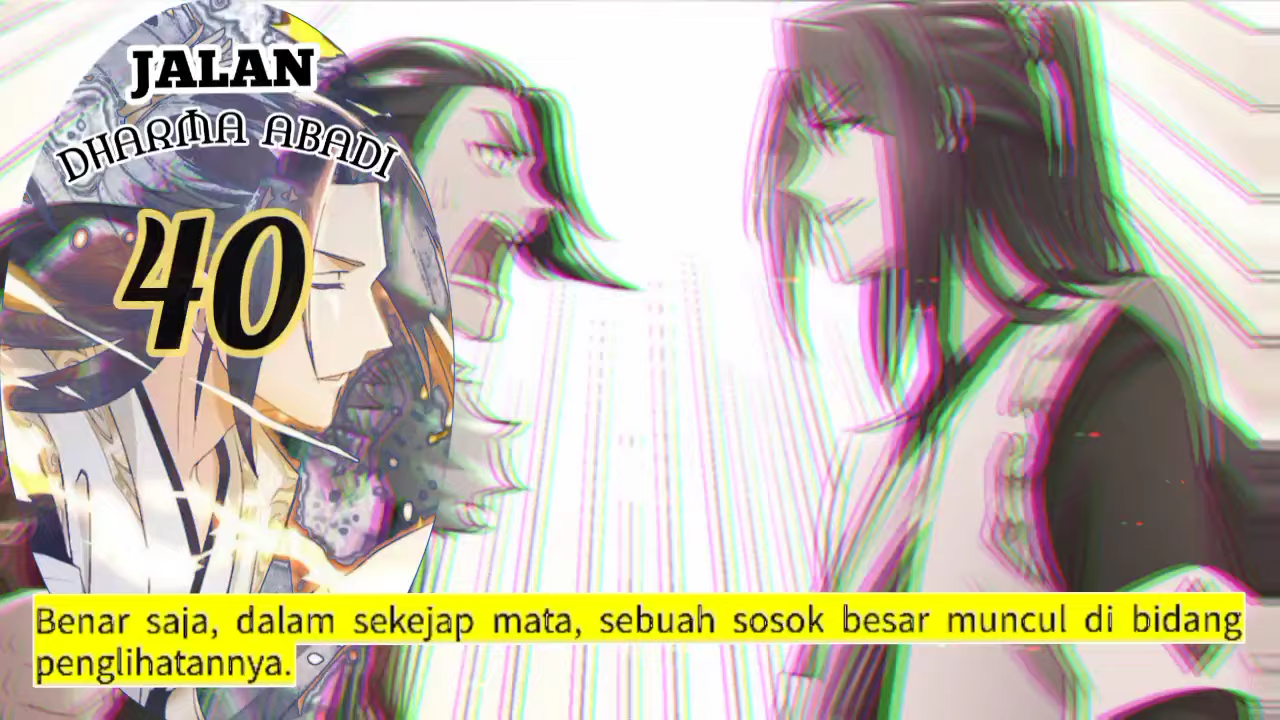 JALAN
DHARMA ABADI
40
Benar saja, dalam sekejap mata, sebuah sosok besar muncul di bidang
penglihatannya.